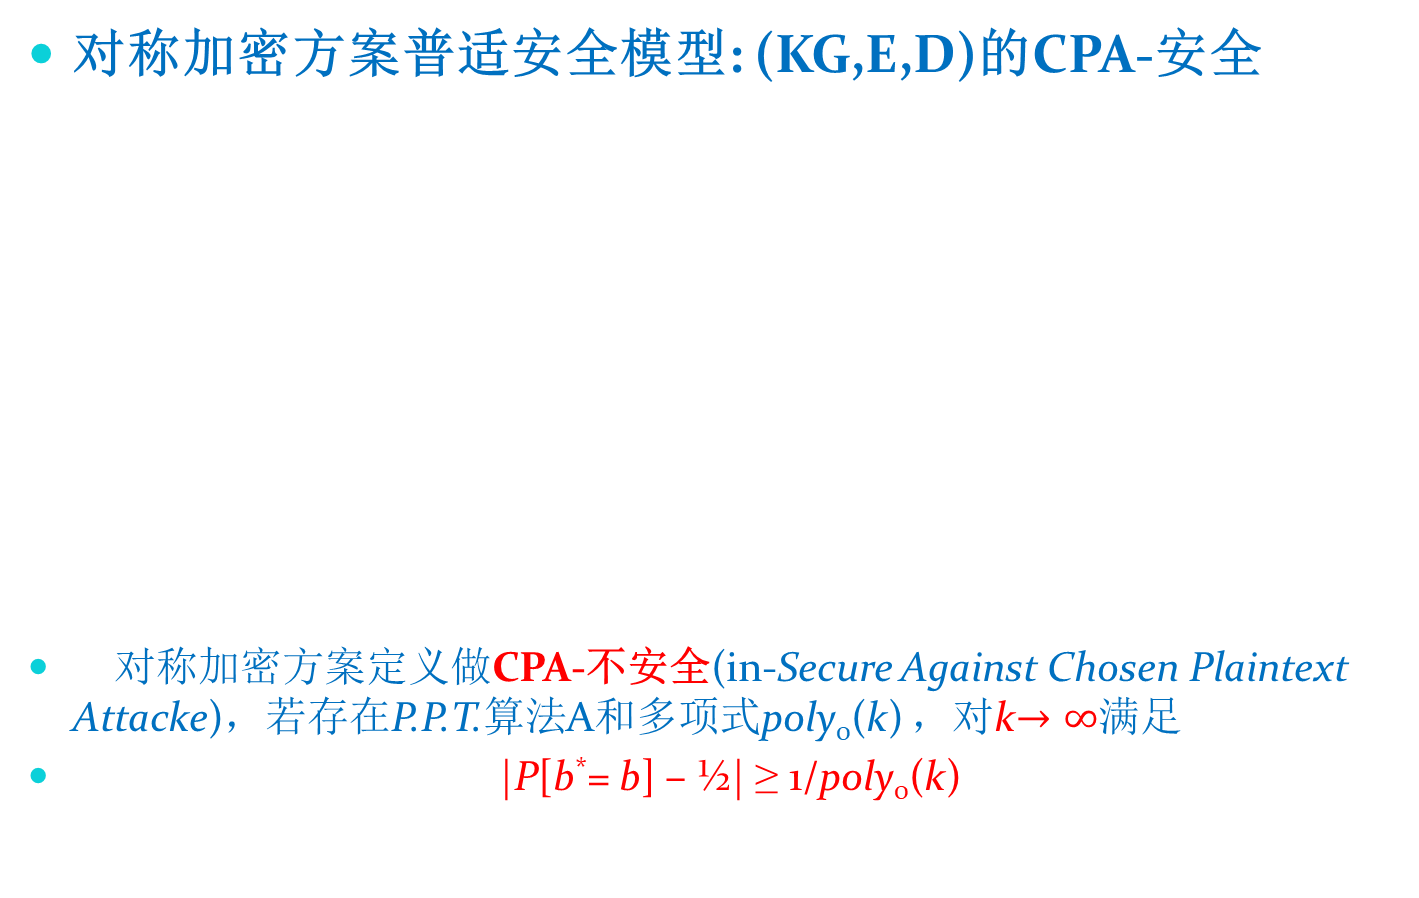 • 对称加密方案普适安全模型: (KG,E,D)的CPA-安全
• 对称加密方案定义做CPA-不安全(in-Secure Against Chosen Plaintext
Attacke)，若存在P.P.T.算法A和多项式poly₀(k) ，对k→ ∞满足
• |P[b*= b] – ½| ≥ 1/poly₀(k)